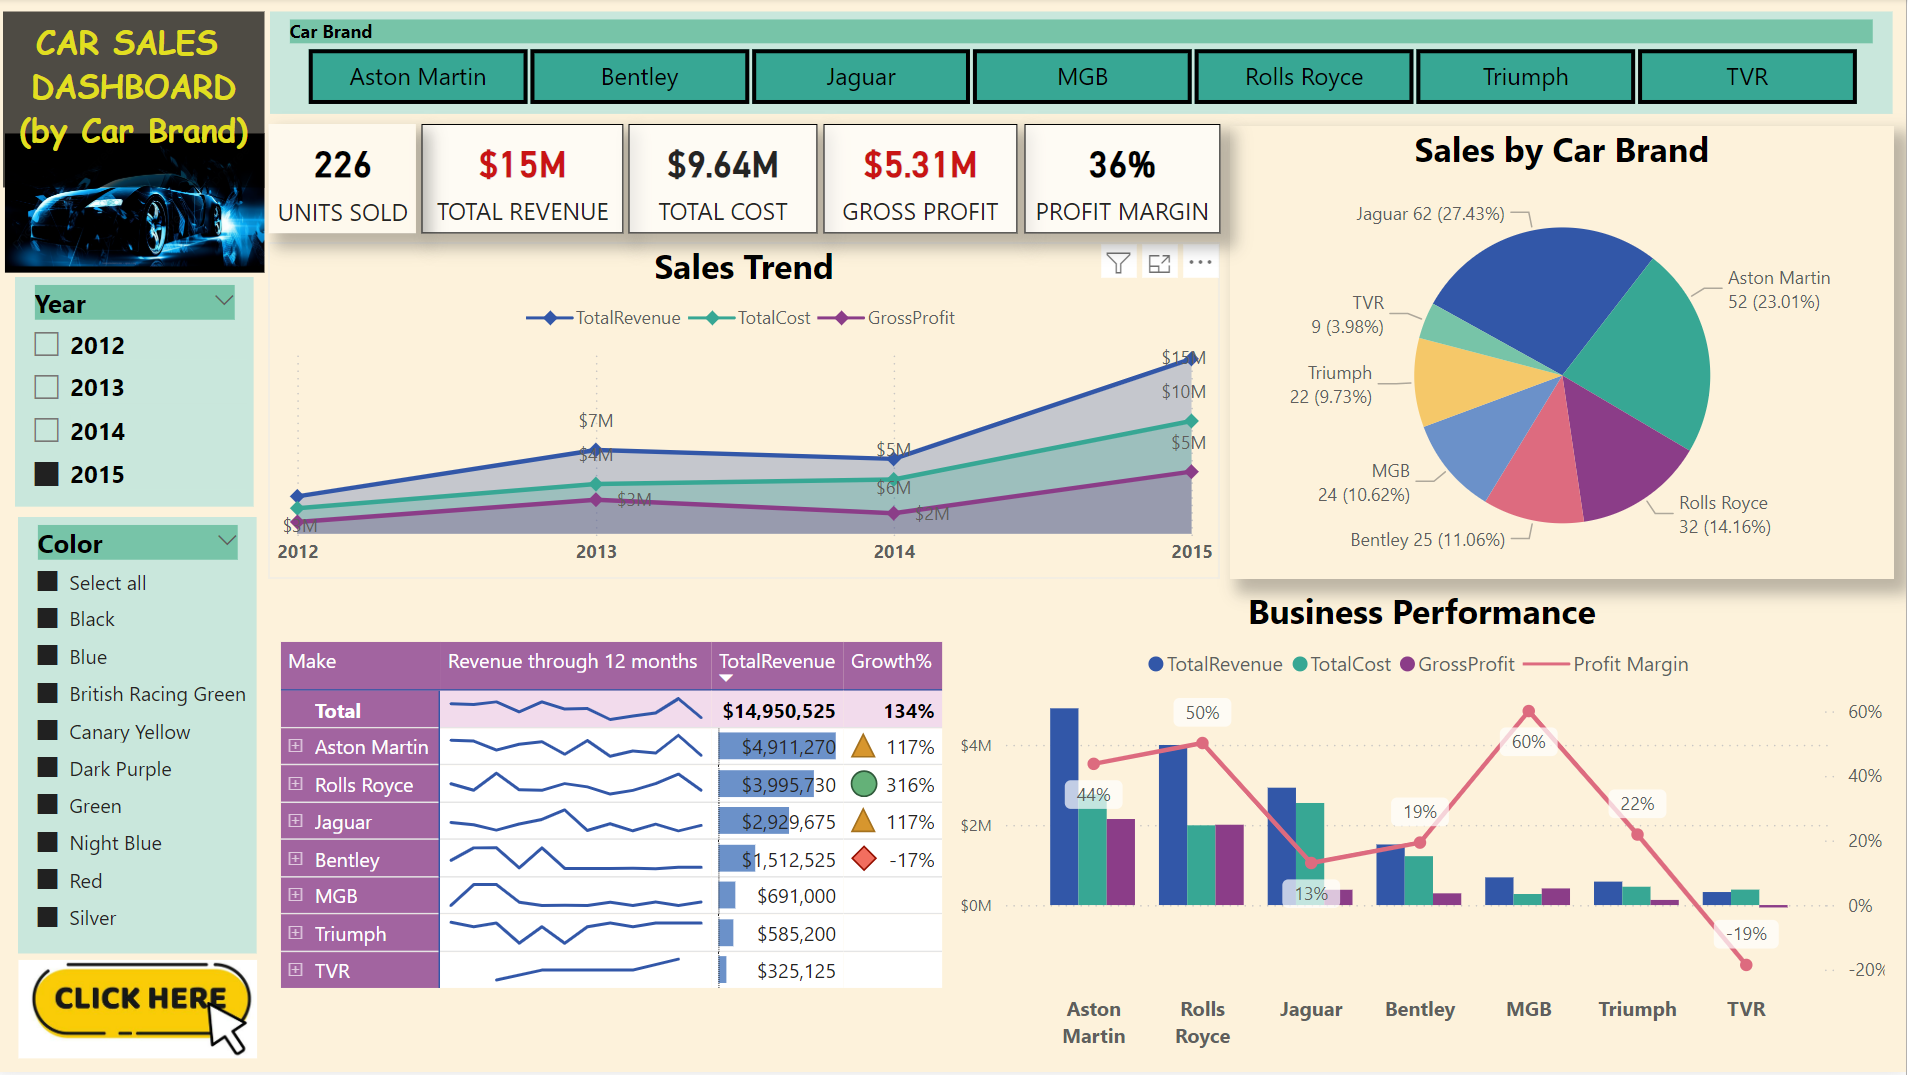 CAR SALES
DASHBOARD
(by Car Brand)
Car Brand
Aston Martin
Bentley
Jaguar
MGB
Rolls Royce
Triumph
TVR
226
UNITS SOLD
$15M
TOTAL REVENUE
$9.64M
TOTAL COST
$5.31M
GROSS PROFIT
36%
PROFIT MARGIN
Year
2012
2013
2014
2015
Color
Select all
Black
Blue
British Racing Green
Canary Yellow
Dark Purple
Green
Night Blue
Red
Silver
CLICK HERE
Sales Trend
TotalRevenue TotalCost GrossProfit
$15M
$10M
$7M
$5M
$5M
$4M
$6M
$3M
$2M
$3M
2012 2013 2014 2015
Sales by Car Brand
Jaguar 62 (27.43%)
Aston Martin
52 (23.01%)
TVR
9 (3.98%)
Triumph
22 (9.73%)
MGB
24 (10.62%)
Rolls Royce
32 (14.16%)
Bentley 25 (11.06%)
Make Revenue through 12 months TotalRevenue Growth%
Total $14,950,525 134%
Aston Martin $4,911,270 117%
Rolls Royce $3,995,730 316%
Jaguar $2,929,675 117%
Bentley $1,512,525 -17%
MGB $691,000
Triumph $585,200
TVR $325,125
Business Performance
TotalRevenue TotalCost GrossProfit Profit Margin
$4M
$2M
$0M
60%
40%
20%
0%
-20%
44%
50%
13%
19%
60%
22%
-19%
Aston
Martin
Rolls
Royce
Jaguar
Bentley
MGB
Triumph
TVR